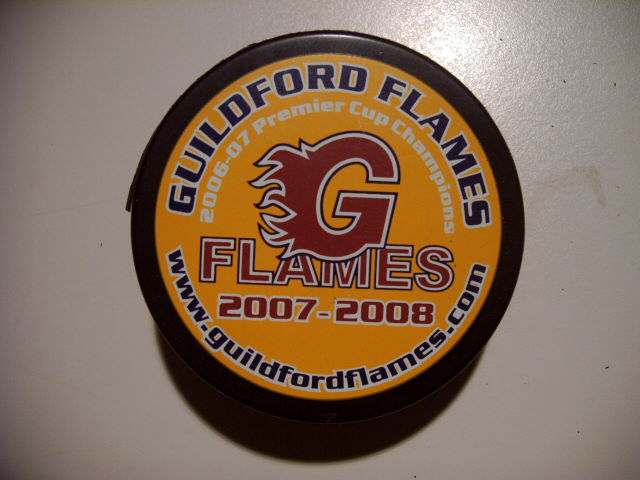 GUILDFORD FLAMES
2006-07 Premier Cup Champions
G
FLAMES
2007-2008
www.guildfordflames.com